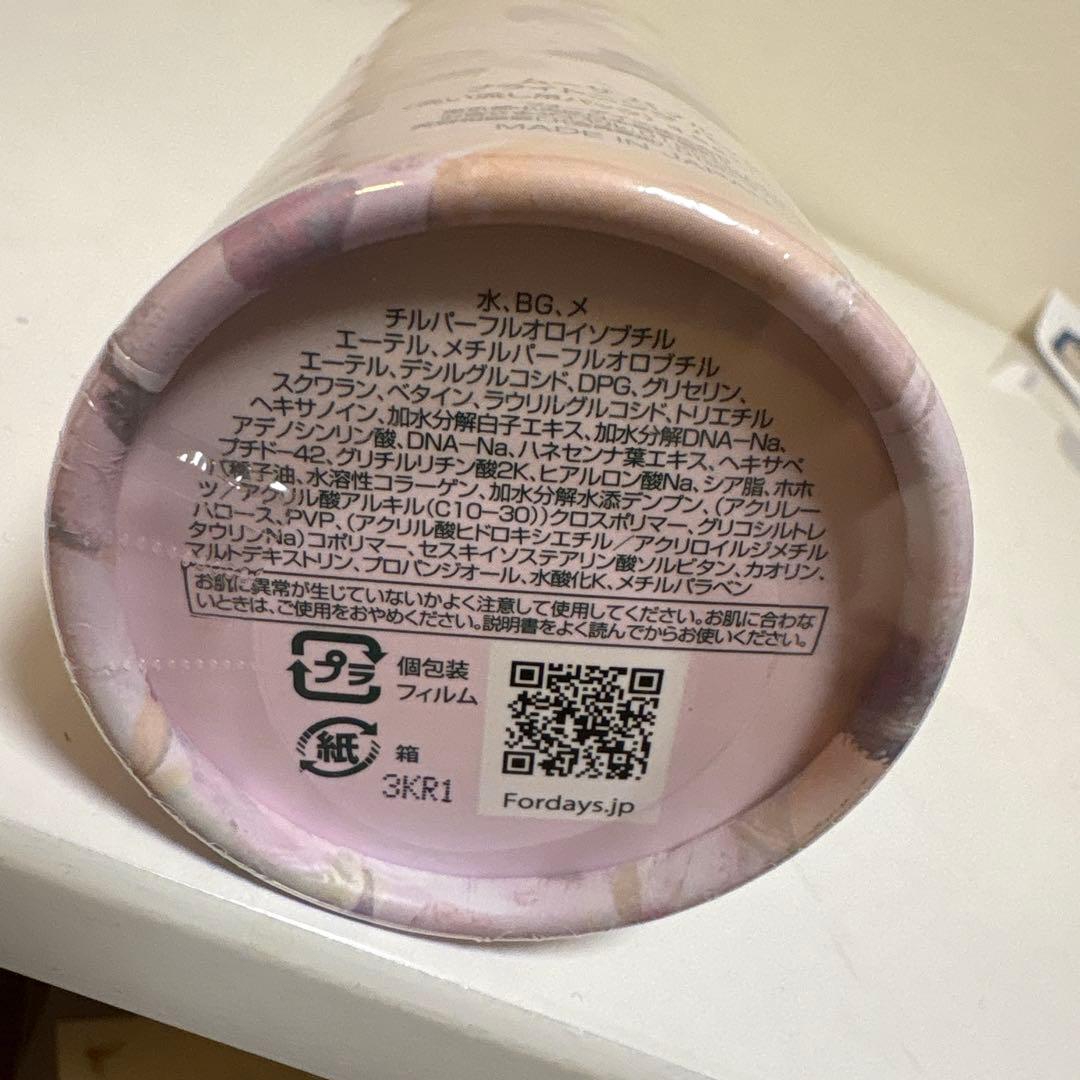 MADE IN JAPAN
水、BG、メ
チルパーフルオロイソブチル
エーテル、メチルパーフルオロブチル
エーテル、デシルグルコシド、DPG、グリセリン、
スクワラン、ベタイン、ラウリルグルコシド、トリエチル
ヘキサノイン、加水分解白子エキス、加水分解DNA-Na、
アデノシンリン酸、DNA-Na、ハネセンナ葉エキス、ヘキサペ
プチドー42、グリチルリチン酸2K、ヒアルロン酸Na、シア脂、ホホ
バ種子油、水溶性コラーゲン、加水分解水添デンプン、(アクリレー
ツ/アクリル酸アルキル(C10-30))クロスポリマー、グリコシルトレ
ハロース、PVP、(アクリル酸ヒドロキシエチル/アクリロイルジメチル
タウリンNa)コポリマー、セスキイソステアリン酸ソルビタン、カオリン、
マルトデキストリン、プロパンジオール、水酸化K、メチルパラベン
お肌に異常が生じていないかよく注意して使用してください。お肌に合わな
いときは、ご使用をおやめください。説明書をよく読んでからお使いください。
プラ 個包装
フィルム
紙 箱
3KR1
Fordays.jp